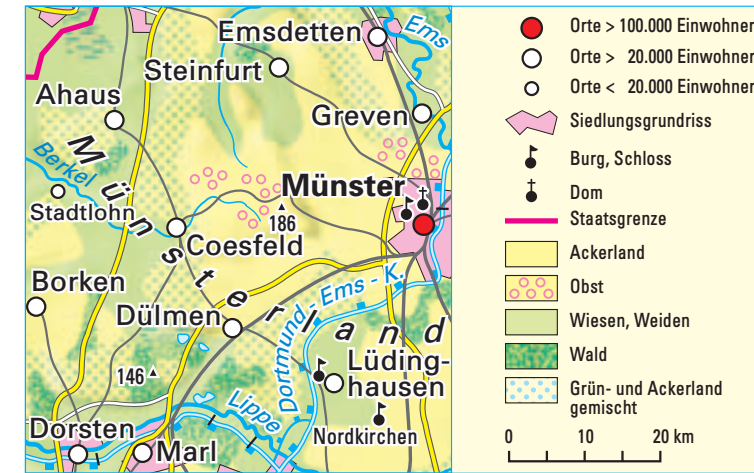 Emsdetten
Ems
Steinfurt
Ahaus
Greven
Berkel
Münsterland
Münster
Stadtlohn
186
Coesfeld
Borken
Dülmen
Dortmund-Ems-K.
146
Lüding-
hausen
Lippe
Dorsten
Marl
Nordkirchen
Orte > 100.000 Einwohner
Orte > 20.000 Einwohner
Orte < 20.000 Einwohner
Siedlungsgrundriss
Burg, Schloss
Dom
Staatsgrenze
Ackerland
Obst
Wiesen, Weiden
Wald
Grün- und Ackerland
gemischt
0 10 20 km